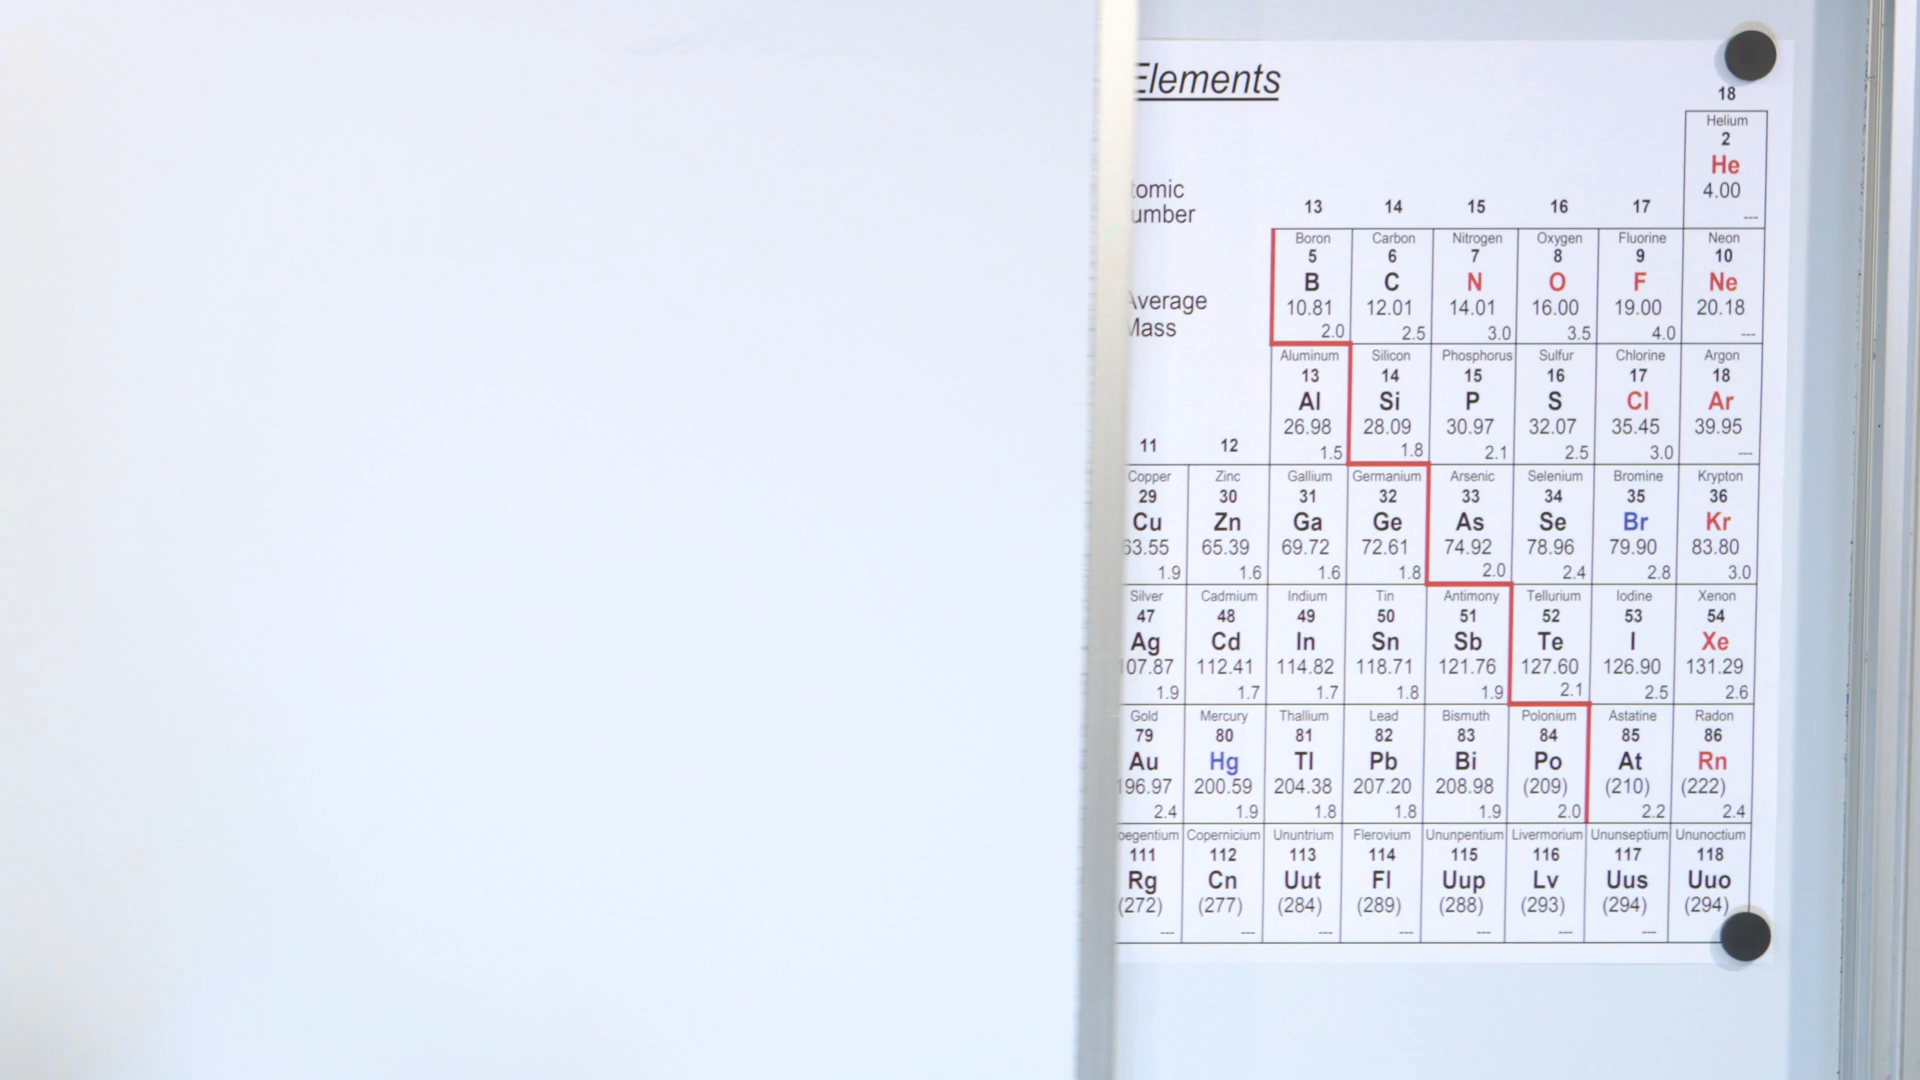 Elements
18
Helium
2
He
4.00
---
tomic
umber
13 14 15 16 17
Boron Carbon Nitrogen Oxygen Fluorine Neon
5 6 7 8 9 10
B C N O F Ne
10.81 12.01 14.01 16.00 19.00 20.18
2.0 2.5 3.0 3.5 4.0 ---
Average
Mass
Aluminum Silicon Phosphorus Sulfur Chlorine Argon
13 14 15 16 17 18
Al Si P S Cl Ar
26.98 28.09 30.97 32.07 35.45 39.95
11 12
1.5 1.8 2.1 2.5 3.0 ---
Copper Zinc Gallium Germanium Arsenic Selenium Bromine Krypton
29 30 31 32 33 34 35 36
Cu Zn Ga Ge As Se Br Kr
63.55 65.39 69.72 72.61 74.92 78.96 79.90 83.80
1.9 1.6 1.6 1.8 2.0 2.4 2.8 3.0
Silver Cadmium Indium Tin Antimony Tellurium Iodine Xenon
47 48 49 50 51 52 53 54
Ag Cd In Sn Sb Te I Xe
107.87 112.41 114.82 118.71 121.76 127.60 126.90 131.29
1.9 1.7 1.7 1.8 1.9 2.1 2.5 2.6
Gold Mercury Thallium Lead Bismuth Polonium Astatine Radon
79 80 81 82 83 84 85 86
Au Hg Tl Pb Bi Po At Rn
196.97 200.59 204.38 207.20 208.98 (209) (210) (222)
2.4 1.9 1.8 1.8 1.9 2.0 2.2 2.4
oegentium Copernicium Ununtrium Flerovium Ununpentium Livermorium Ununseptium Ununoctium
111 112 113 114 115 116 117 118
Rg Cn Uut Fl Uup Lv Uus Uuo
(272) (277) (284) (289) (288) (293) (294) (294)
--- --- --- --- --- --- ---